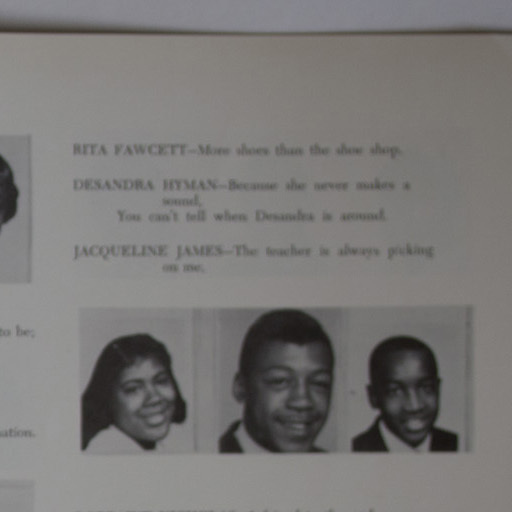 RITA FAWCETT—More shoes than the shoe shop.
DESANDRA HYMAN—Because she never makes a
sound,
You can't tell when Desandra is around.
JACQUELINE JAMES—The teacher is always picking
on me.
to be;
ation.